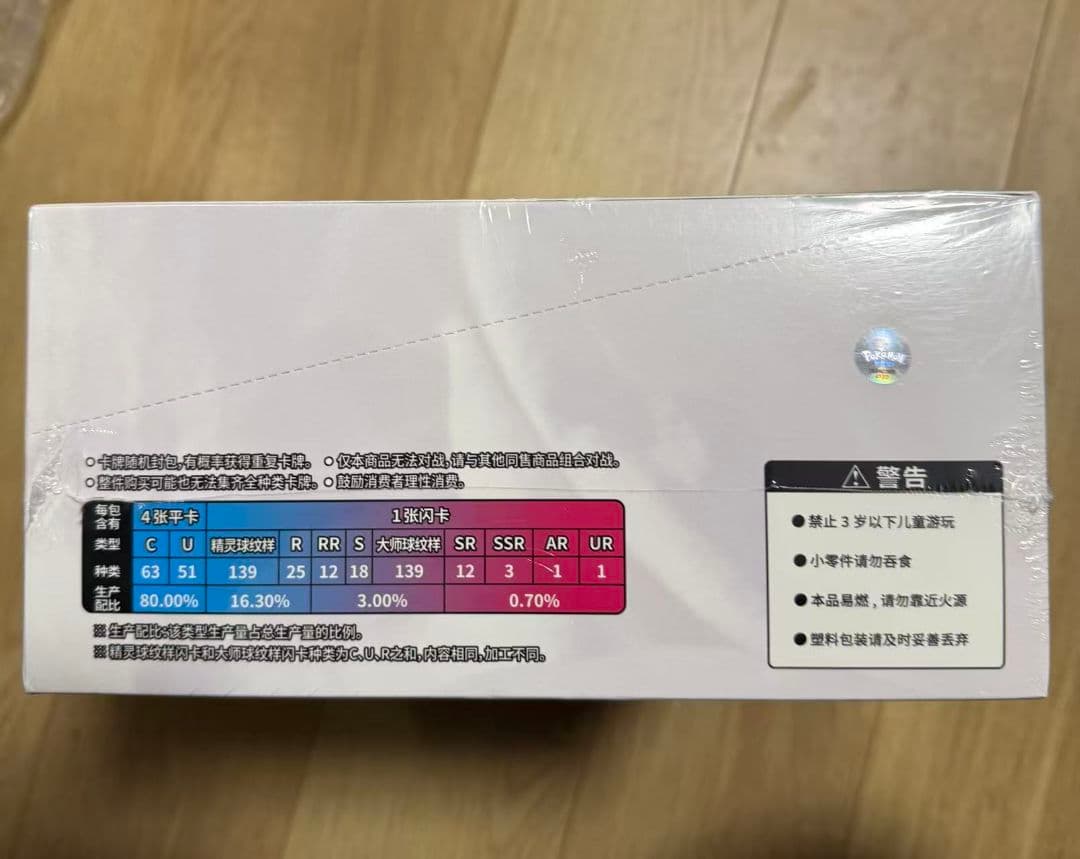 Pokémon
○卡牌随机封包,有概率获得重复卡牌。 ○仅本商品无法对战,请与其他同售商品组合对战。
○整件购买可能也无法集齐全种类卡牌。 ○鼓励消费者理性消费。
每包含有 4张平卡 1张闪卡
类型 C U 精灵球纹样 R RR S 大师球纹样 SR SSR AR UR
种类 63 51 139 25 12 18 139 12 3 1 1
生产配比 80.00% 16.30% 3.00% 0.70%
※生产配比:该类型生产量占总生产量的比例。
※精灵球纹样闪卡和大师球纹样闪卡种类为C、U、R之和,内容相同,加工不同。
警告
●禁止3岁以下儿童游玩
●小零件请勿吞食
●本品易燃,请勿靠近火源
●塑料包装请及时妥善丢弃